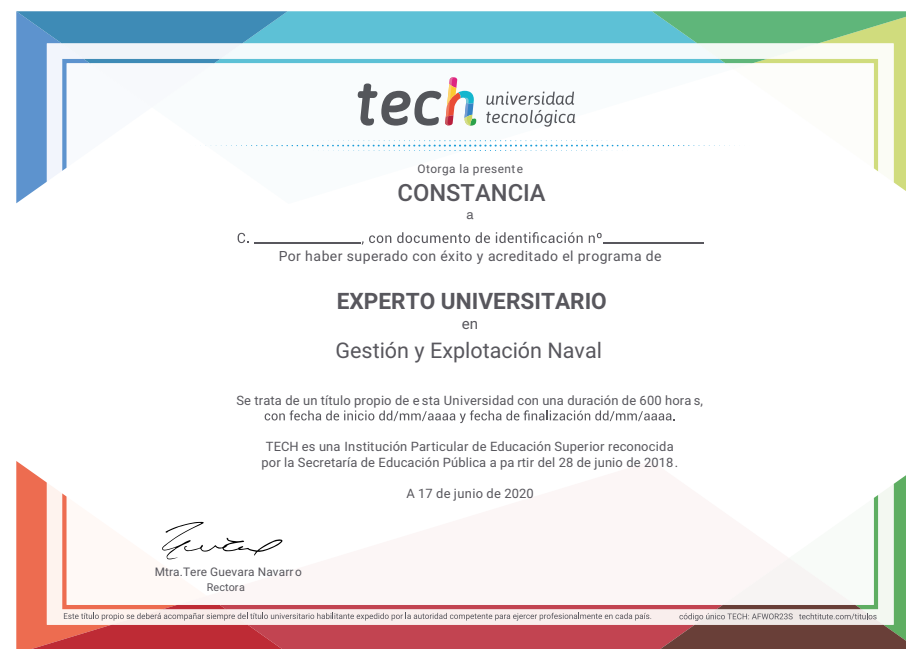 tech universidad
tecnológica
Otorga la presente
CONSTANCIA
a
C. ____________, con documento de identificación nº____________
Por haber superado con éxito y acreditado el programa de
EXPERTO UNIVERSITARIO
en
Gestión y Explotación Naval
Se trata de un título propio de esta Universidad con una duración de 600 horas,
con fecha de inicio dd/mm/aaaa y fecha de finalización dd/mm/aaaa.
TECH es una Institución Particular de Educación Superior reconocida
por la Secretaría de Educación Pública a partir del 28 de junio de 2018.
A 17 de junio de 2020
Mtra.Tere Guevara Navarro
Rectora
Este título propio se deberá acompañar siempre del título universitario habilitante expedido por la autoridad competente para ejercer profesionalmente en cada país. código único TECH: AFWOR23S techtitute.com/titulos